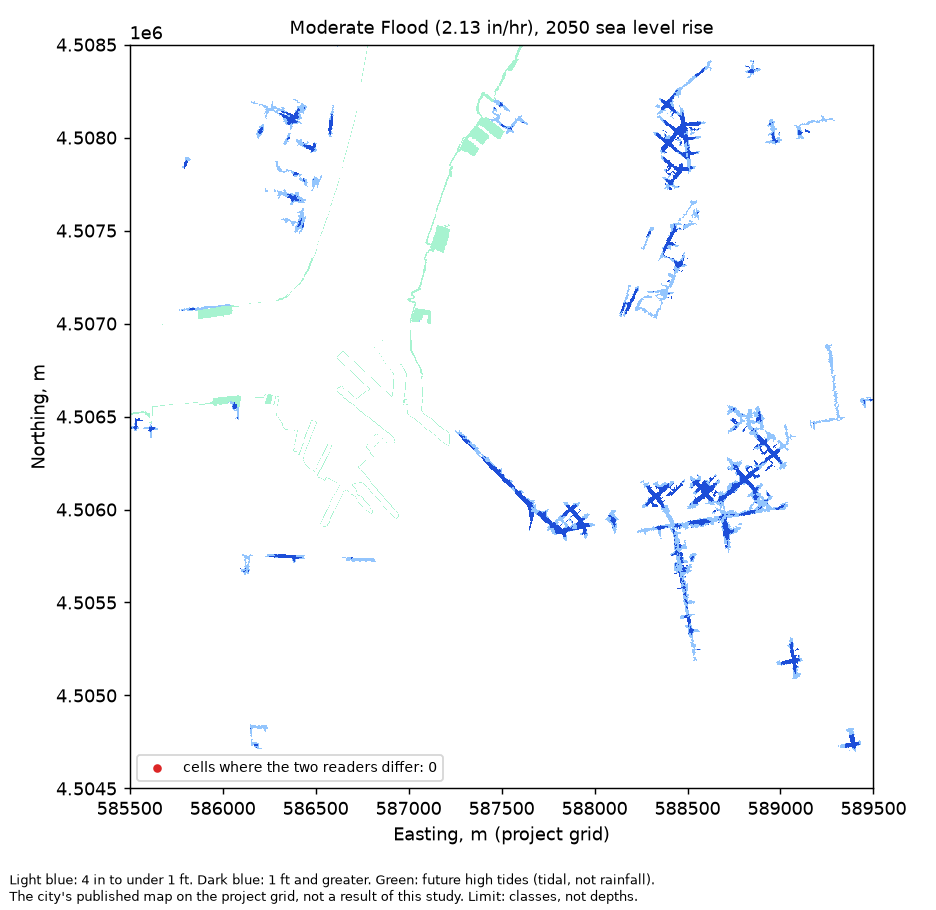 Moderate Flood (2.13 in/hr), 2050 sea level rise
1e6
4.5085
4.5080
4.5075
4.5070
4.5065
4.5060
4.5055
4.5050
4.5045
Northing, m
cells where the two readers differ: 0
585500 586000 586500 587000 587500 588000 588500 589000 589500
Easting, m (project grid)
Light blue: 4 in to under 1 ft. Dark blue: 1 ft and greater. Green: future high tides (tidal, not rainfall).
The city's published map on the project grid, not a result of this study. Limit: classes, not depths.